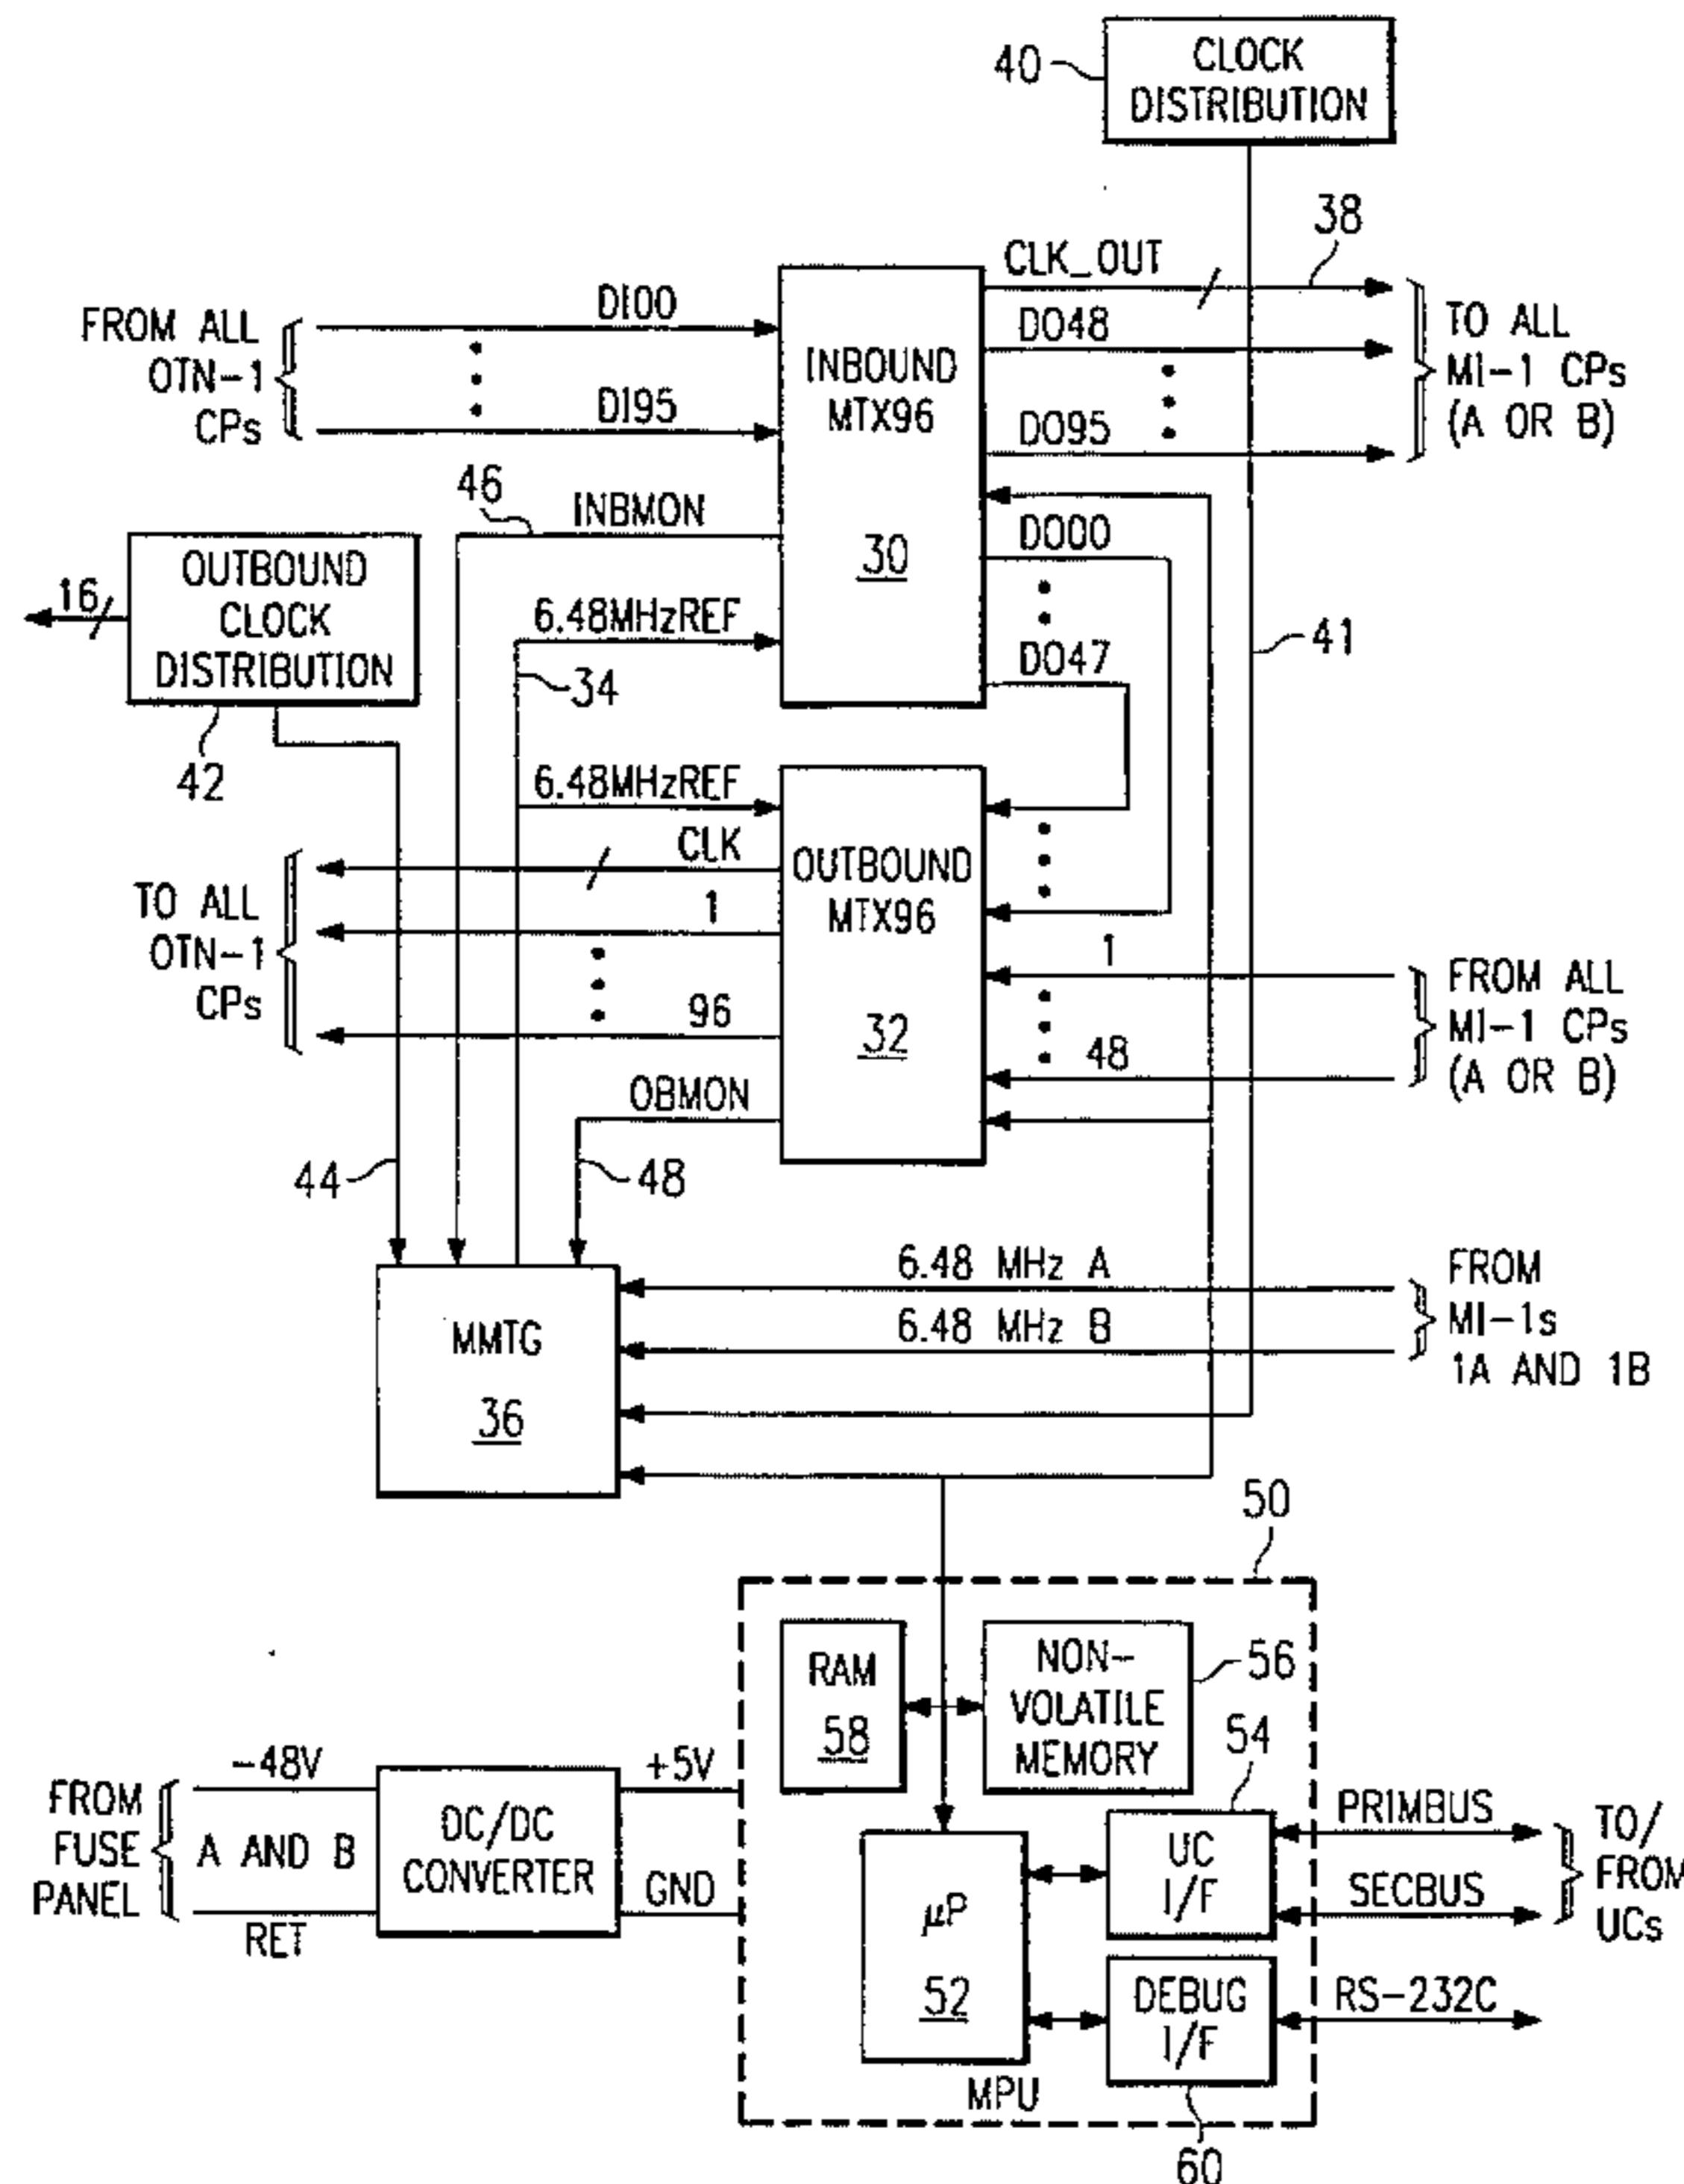 40
CLOCK
DISTRIBUTION
38
CLK_OUT
DI00
FROM ALL
OTN-1
CPs
DO48
TO ALL
MI-1 CPs
(A OR B)
INBOUND
MTX96
30
DI95
DO95
46
INBMON
DO00
OUTBOUND
CLOCK
DISTRIBUTION
16
6.48MHzREF
DO47
41
34
42
6.48MHzREF
CLK
OUTBOUND
MTX96
32
TO ALL
OTN-1
CPs
1
96
1
48
FROM ALL
MI-1 CPs
(A OR B)
OBMON
44
48
6.48 MHz A
6.48 MHz B
FROM
MI-1s
1A AND 1B
MMTG
36
50
RAM
58
NON-
VOLATILE
MEMORY
56
54
FROM
FUSE
PANEL
-48V
A AND B
RET
DC/DC
CONVERTER
+5V
GND
μP
52
UC
I/F
PRIMBUS
SECBUS
TO/
FROM
UCs
DEBUG
I/F
RS-232C
MPU
60